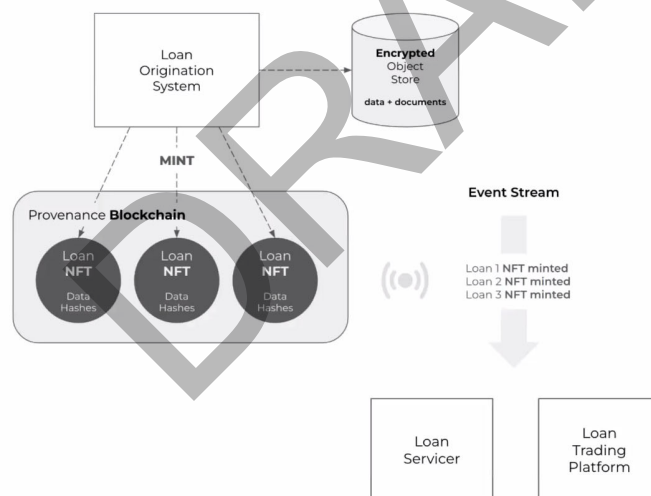 Loan
Origination
System
Encrypted
Object
Store
data + documents
MINT
Provenance Blockchain
Loan
NFT
Data
Hashes
Loan
NFT
Data
Hashes
Loan
NFT
Data
Hashes
Event Stream
Loan 1 NFT minted
Loan 2 NFT minted
Loan 3 NFT minted
Loan
Servicer
Loan
Trading
Platform